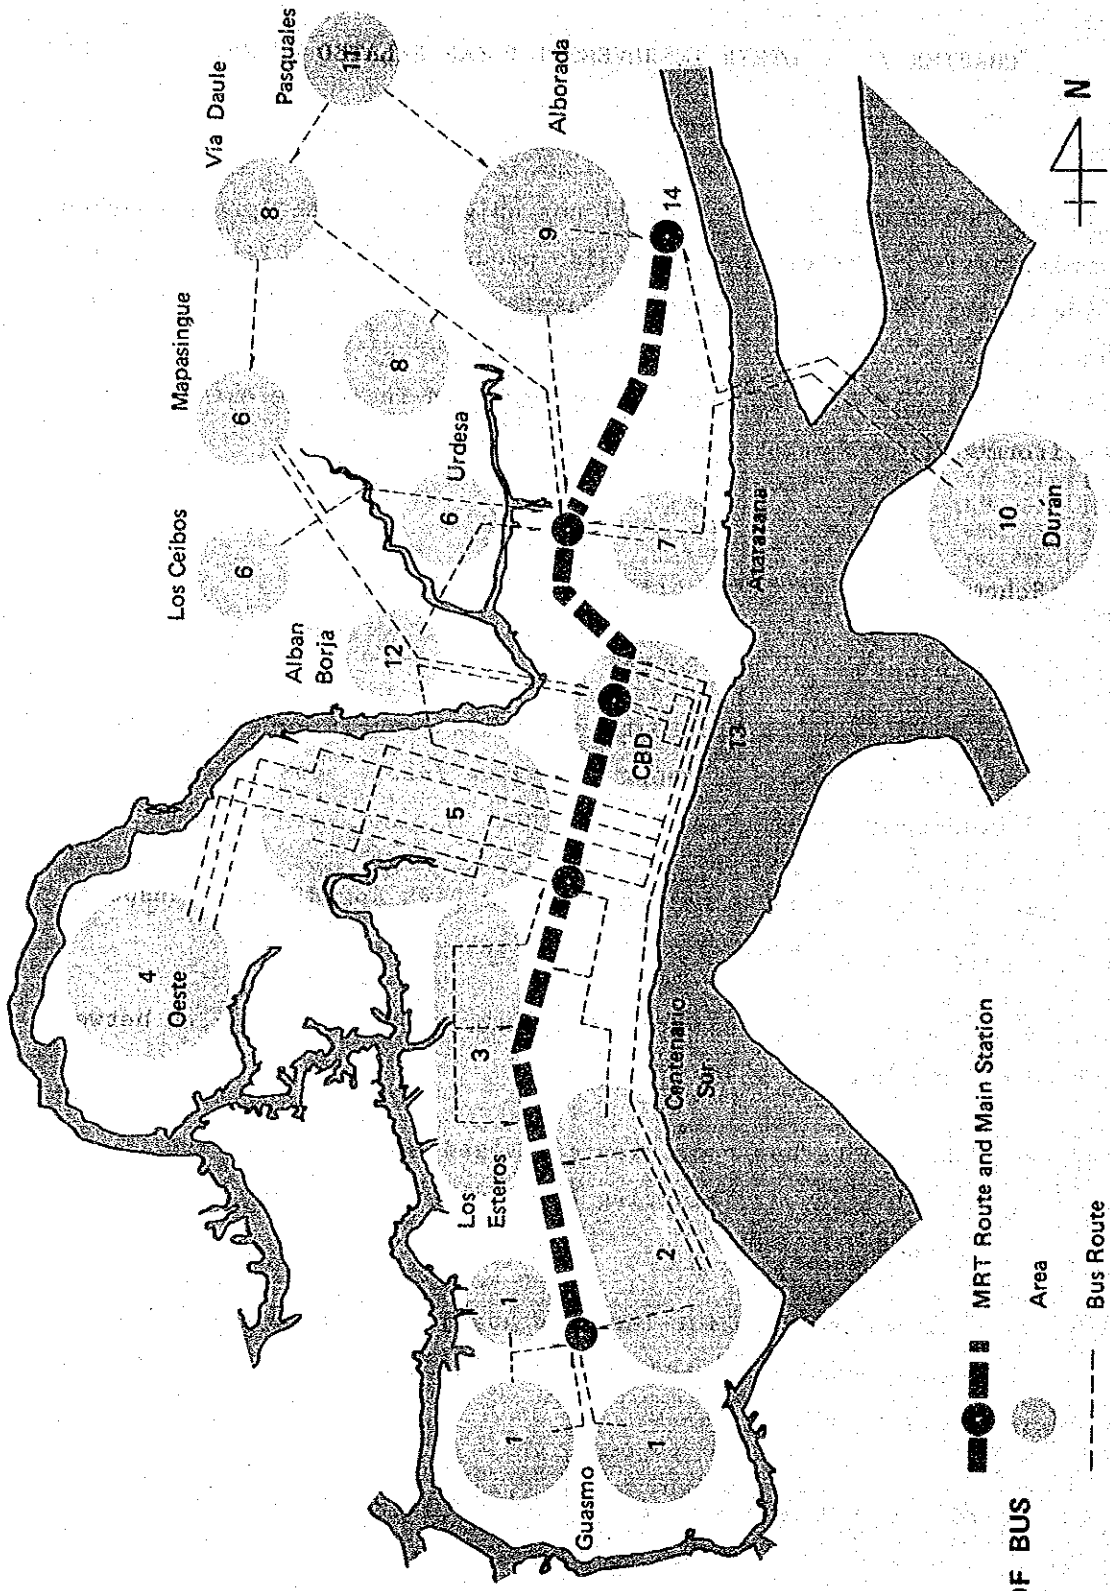 Pasquales
11
Via Daule
8
Alborada
9
14
Mapasingue
6
8
Urdesa
6
Los Ceibos
6
Alban
Borja
12
7
Atarazana
10
Durán
CBD
13
5
4
Oeste
3
Centenario
Sur
Los
Esteros
2
1
1
1
Guasmo
N
MRT Route and Main Station
Area
Bus Route
OF BUS